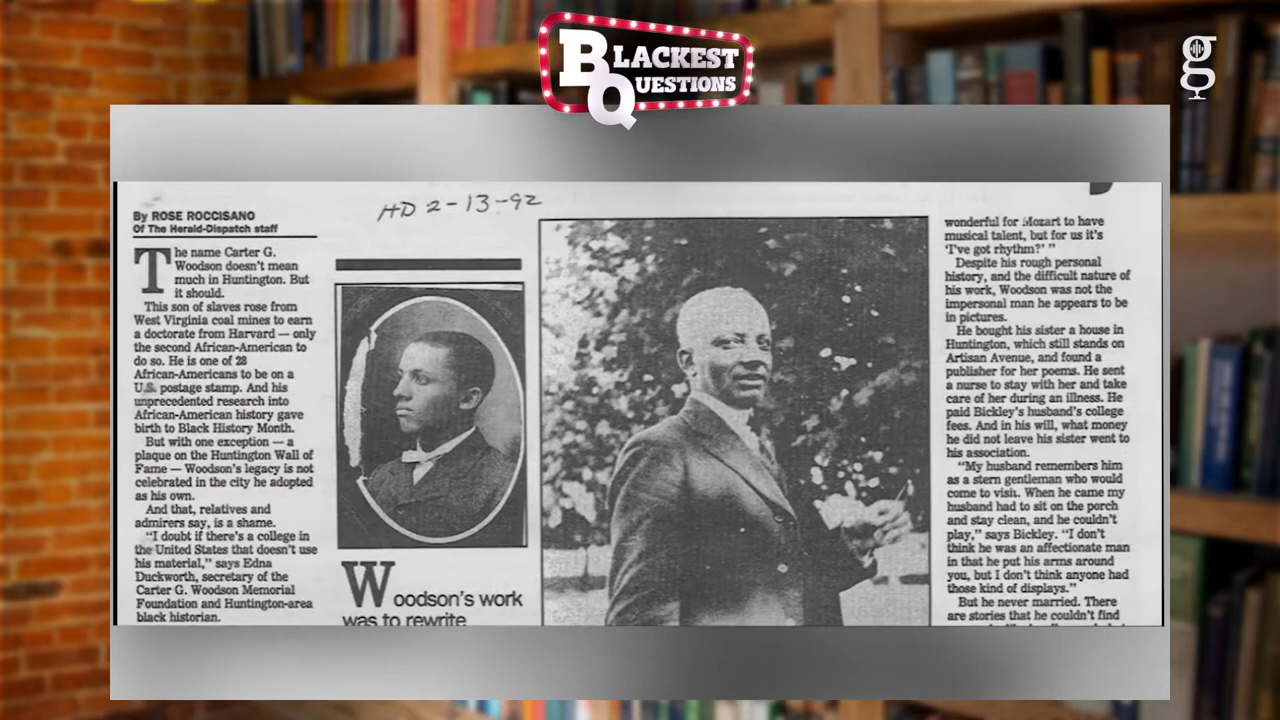 BLACKEST
QUESTIONS
g
HD 2-13-92
By ROSE ROCCISANO
Of The Herald-Dispatch staff
The name Carter G.
Woodson doesn't mean
much in Huntington. But
it should.
This son of slaves rose from
West Virginia coal mines to earn
a doctorate from Harvard — only
the second African-American to
do so. He is one of 28
African-Americans to be on a
U.S. postage stamp. And his
unprecedented research into
African-American history gave
birth to Black History Month.
But with one exception — a
plaque on the Huntington Wall of
Fame — Woodson's legacy is not
celebrated in the city he adopted
as his own.
And that, relatives and
admirers say, is a shame.
"I doubt if there's a college in
the United States that doesn't use
his material," says Edna
Duckworth, secretary of the
Carter G. Woodson Memorial
Foundation and Huntington-area
black historian.
Woodson's work
was to rewrite
wonderful for Mozart to have
musical talent, but for us it's
'I've got rhythm?' "
Despite his rough personal
history, and the difficult nature of
his work, Woodson was not the
impersonal man he appears to be
in pictures.
He bought his sister a house in
Huntington, which still stands on
Artisan Avenue, and found a
publisher for her poems. He sent
a nurse to stay with her and take
care of her during an illness. He
paid Bickley's husband's college
fees. And in his will, what money
he did not leave his sister went to
his association.
"My husband remembers him
as a stern gentleman who would
come to visit. When he came my
husband had to sit on the porch
and stay clean, and he couldn't
play," says Bickley. "I don't
think he was an affectionate man
in that he put his arms around
you, but I don't think anyone had
those kind of displays."
But he never married. There
are stories that he couldn't find